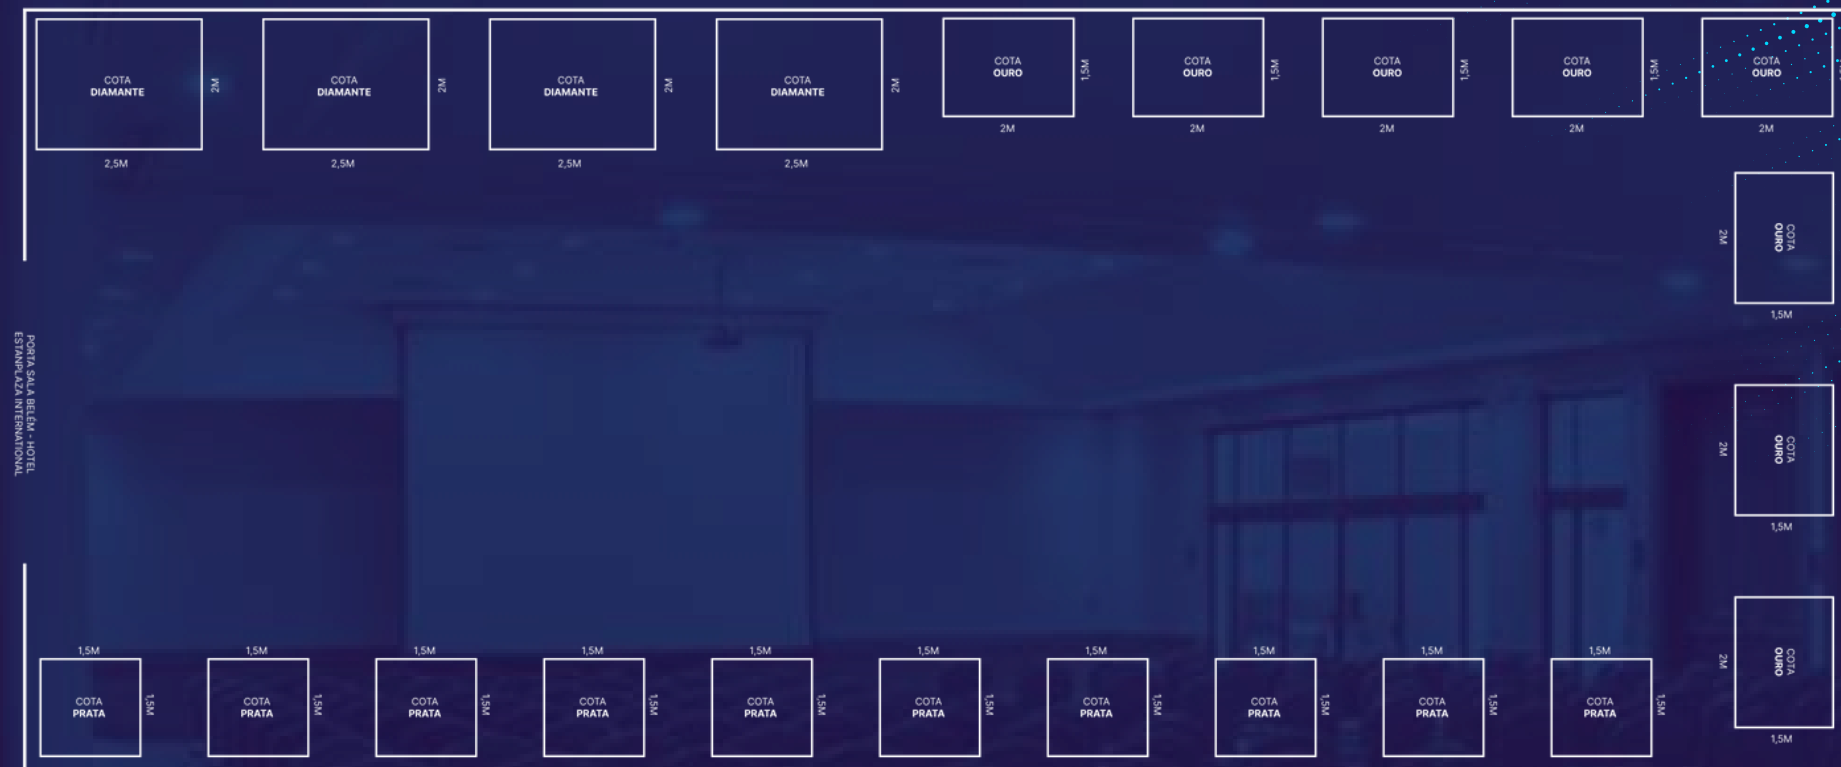 COTA
DIAMANTE
2M
2,5M
COTA
DIAMANTE
2M
2,5M
COTA
DIAMANTE
2M
2,5M
COTA
DIAMANTE
2M
2,5M
COTA
OURO
1,5M
2M
COTA
OURO
1,5M
2M
COTA
OURO
1,5M
2M
COTA
OURO
1,5M
2M
COTA
OURO
2M
COTA
OURO
2M
1,5M
COTA
OURO
2M
1,5M
COTA
OURO
2M
1,5M
PORTA SALA BELÉM - HOTEL
ESTANPLAZA INTERNATIONAL
1,5M
COTA
PRATA
1,5M
1,5M
COTA
PRATA
1,5M
1,5M
COTA
PRATA
1,5M
1,5M
COTA
PRATA
1,5M
1,5M
COTA
PRATA
1,5M
1,5M
COTA
PRATA
1,5M
1,5M
COTA
PRATA
1,5M
1,5M
COTA
PRATA
1,5M
1,5M
COTA
PRATA
1,5M
1,5M
COTA
PRATA
1,5M